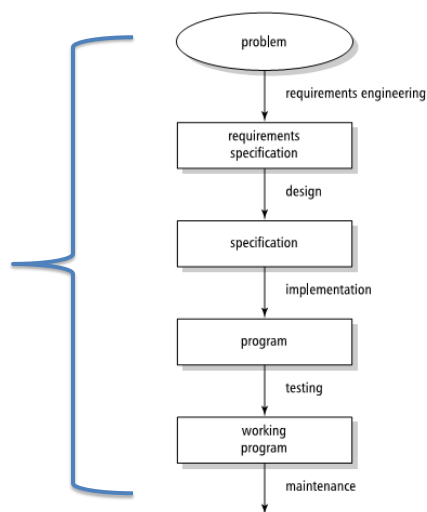 problem
requirements engineering
requirements
specification
design
specification
implementation
program
testing
working
program
maintenance